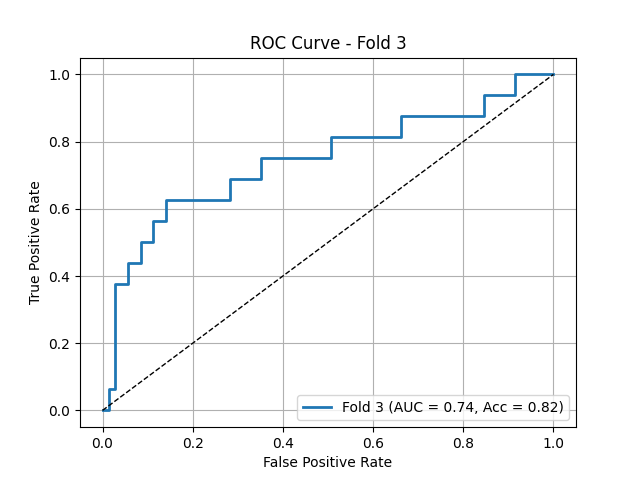 ROC Curve - Fold 3
True Positive Rate
1.0
0.8
0.6
0.4
0.2
0.0
Fold 3 (AUC = 0.74, Acc = 0.82)
0.0 0.2 0.4 0.6 0.8 1.0
False Positive Rate